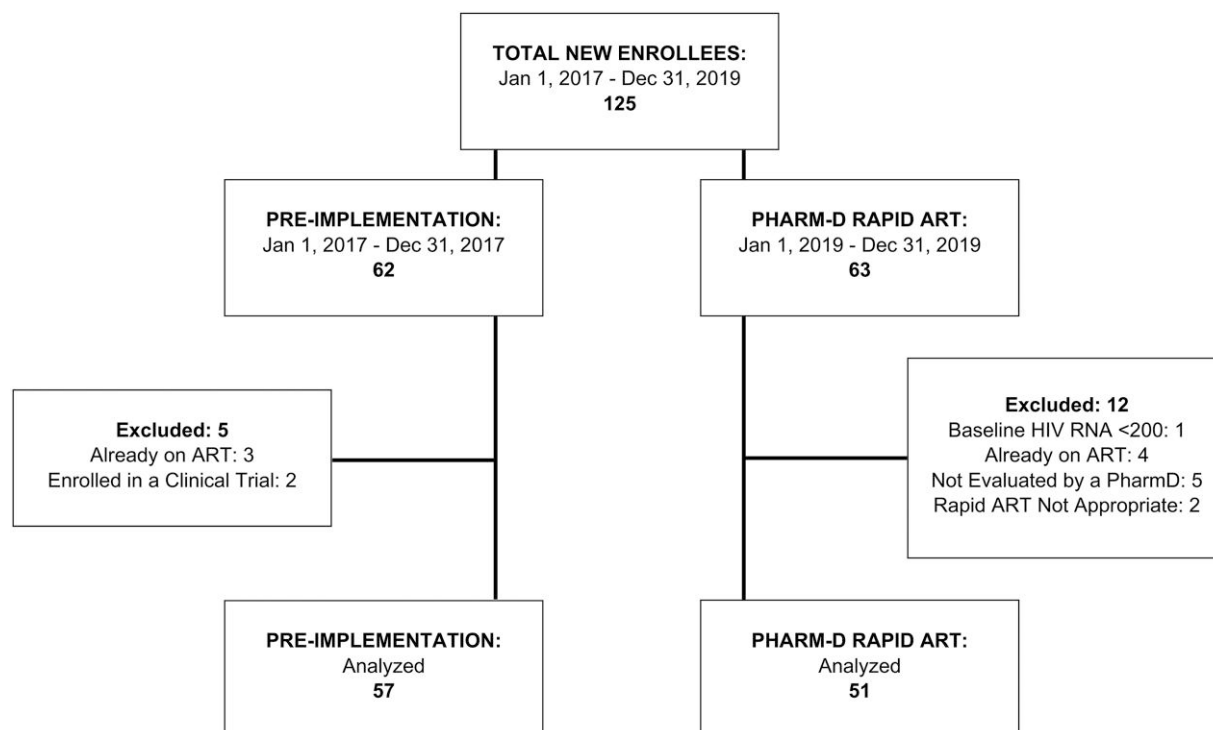 TOTAL NEW ENROLLEES:
Jan 1, 2017 - Dec 31, 2019
125
PRE-IMPLEMENTATION:
Jan 1, 2017 - Dec 31, 2017
62
PHARM-D RAPID ART:
Jan 1, 2019 - Dec 31, 2019
63
Excluded: 5
Already on ART: 3
Enrolled in a Clinical Trial: 2
Excluded: 12
Baseline HIV RNA <200: 1
Already on ART: 4
Not Evaluated by a PharmD: 5
Rapid ART Not Appropriate: 2
PRE-IMPLEMENTATION:
Analyzed
57
PHARM-D RAPID ART:
Analyzed
51